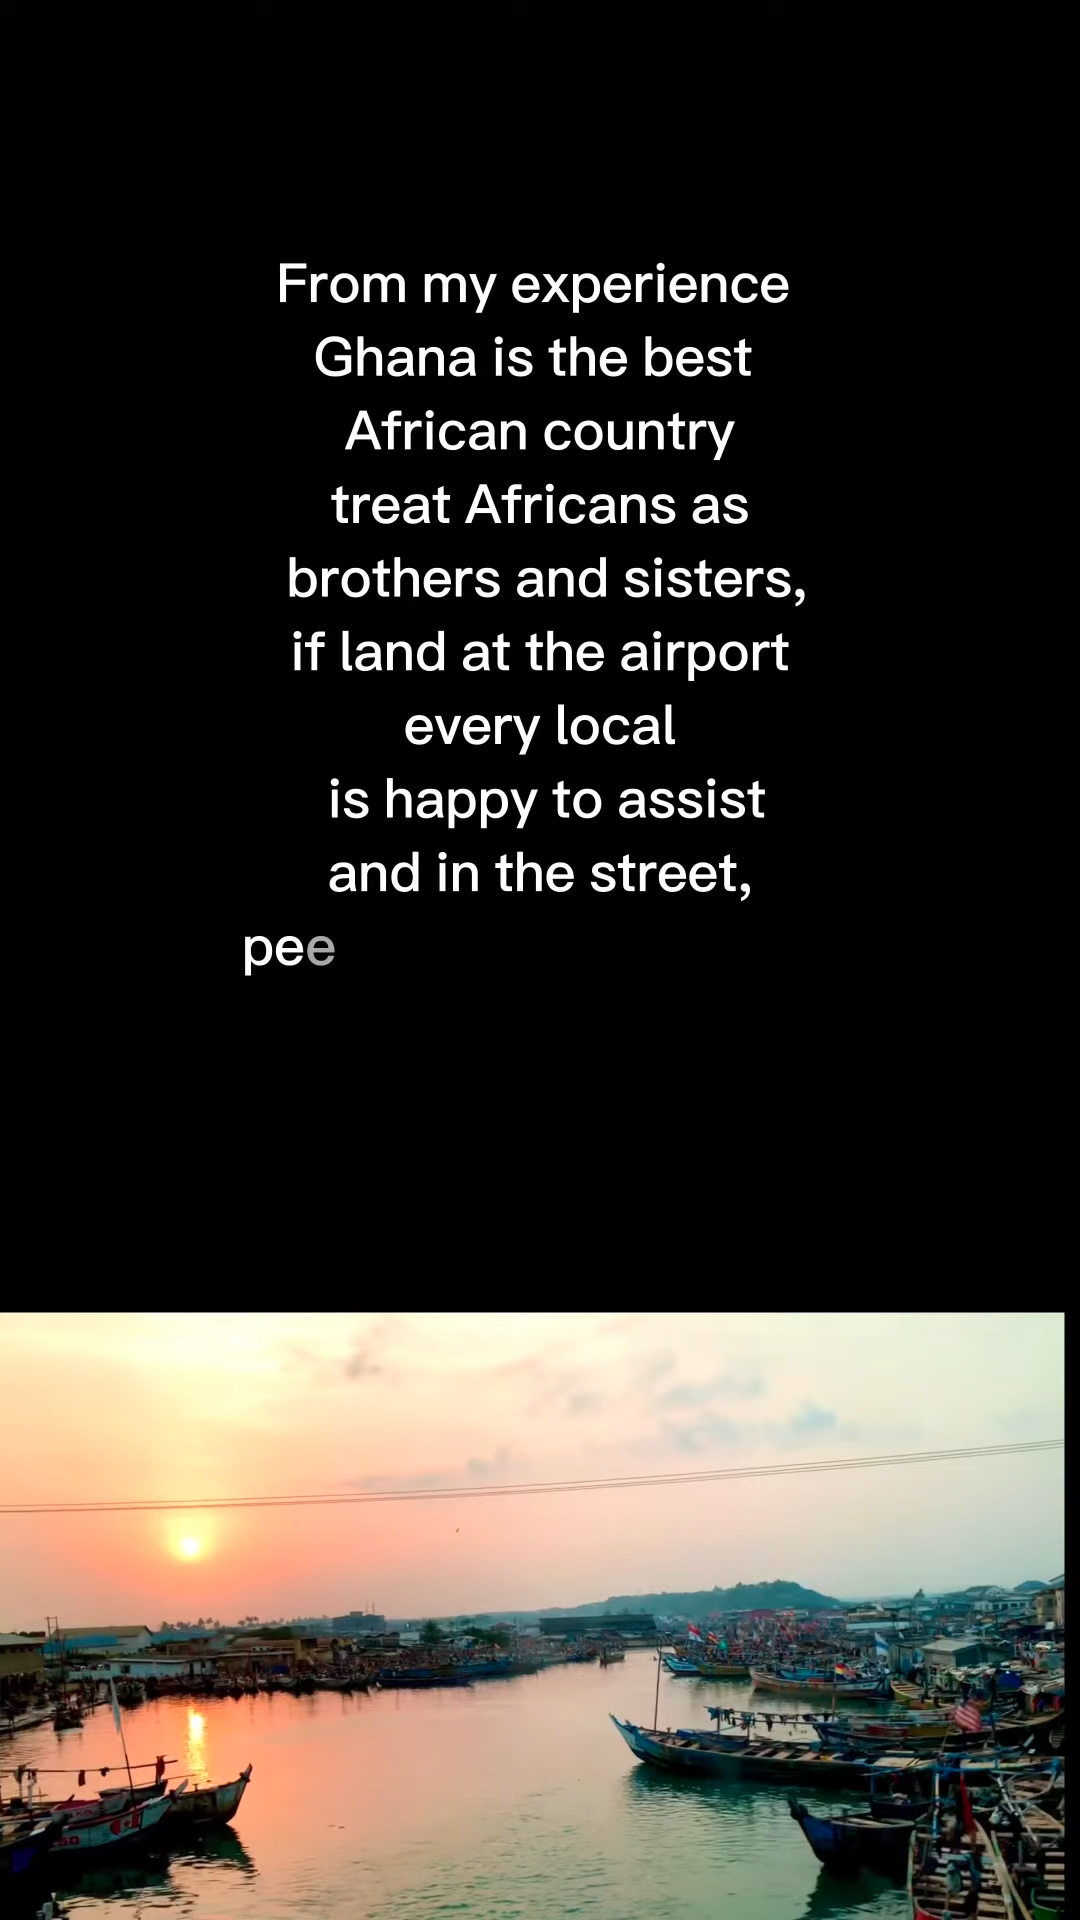 From my experience
Ghana is the best
African country
treat Africans as
brothers and sisters,
if land at the airport
every local
is happy to assist
and in the street,
pee